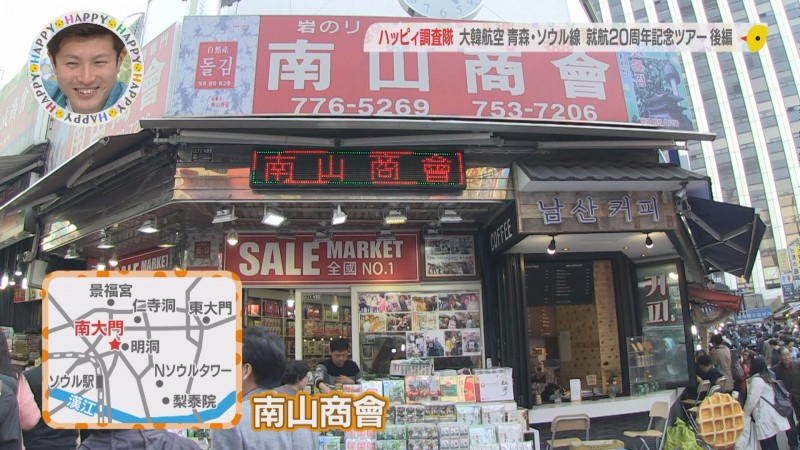 HAPPY HAPPY HAPPY HAPPY HAPPY HAPPY
ハッピィ調査隊 大韓航空 青森・ソウル線 就航20周年記念ツアー 後編
岩のり
自然産
돌김
南山商會
776-5269 753-7206
南山商會
남산커피
COFFEE
SALE MARKET
全國 NO.1
커피
景福宮
仁寺洞
東大門
南大門
明洞
Nソウルタワー
ソウル駅
梨泰院
漢江
南山商會